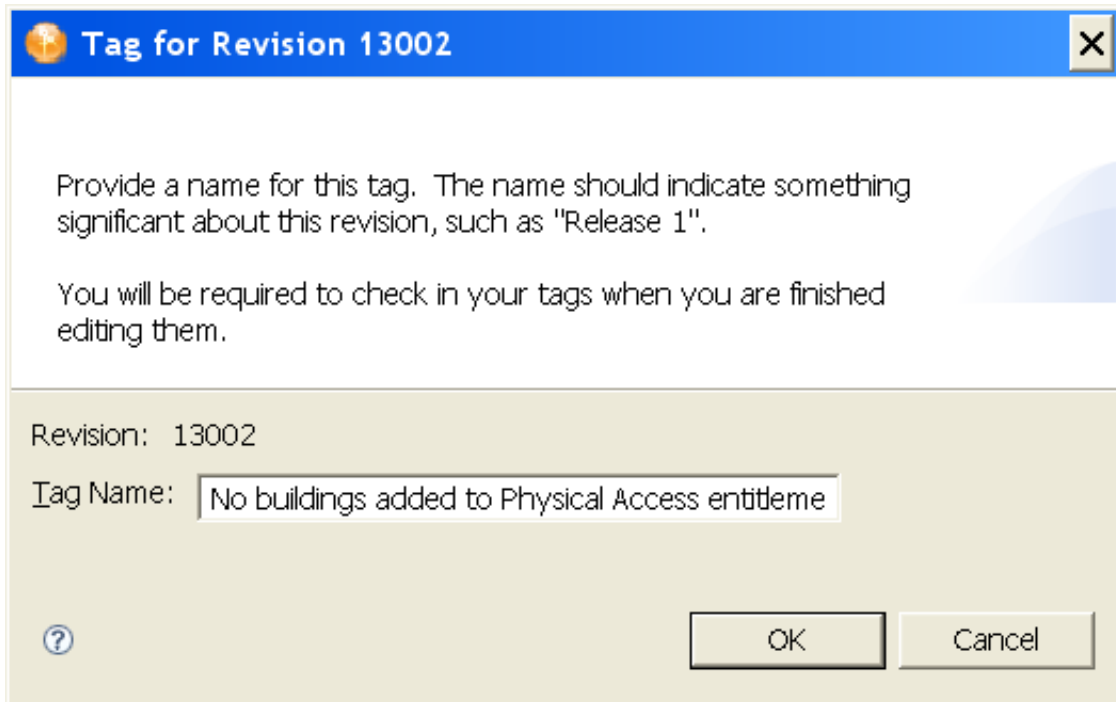 Tag for Revision 13002
Provide a name for this tag.  The name should indicate something
significant about this revision, such as "Release 1".
You will be required to check in your tags when you are finished
editing them.
Revision:  13002
Tag Name: No buildings added to Physical Access entitleme
?
OK Cancel